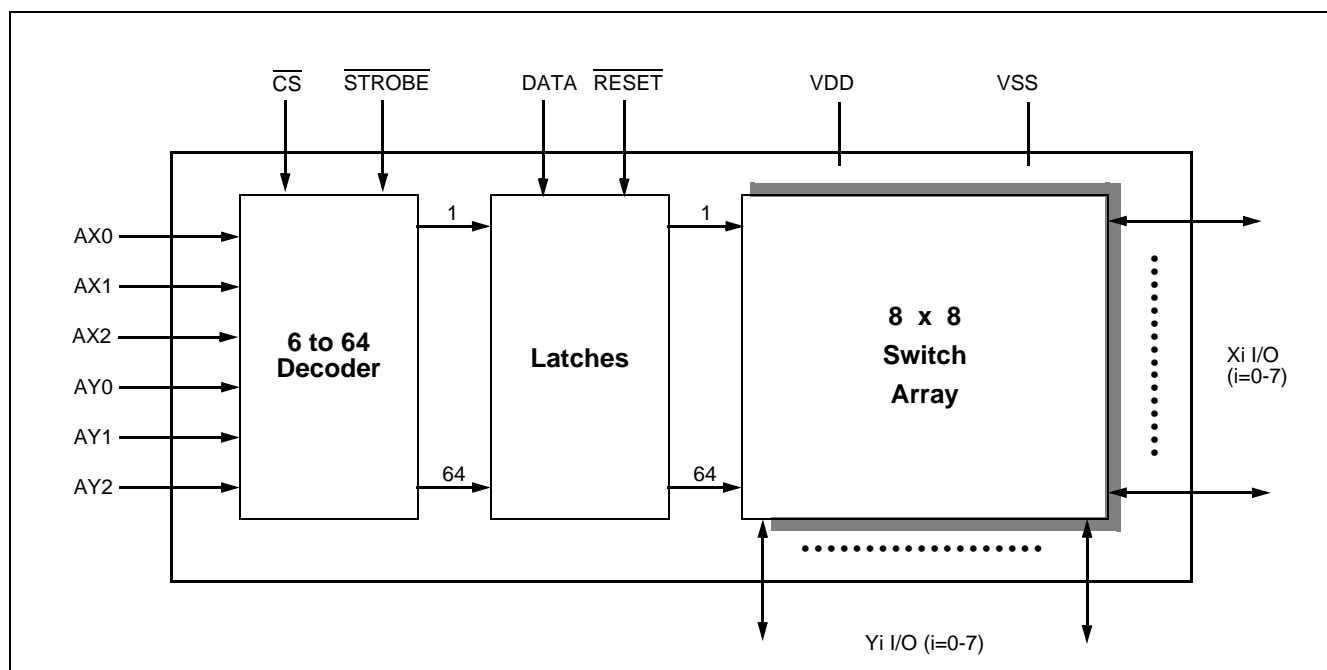 CS STROBE DATA RESET VDD VSS
1 1
AX0
AX1
AX2
AY0
AY1
AY2
6 to 64
Decoder
Latches
8 x 8
Switch
Array
Xi I/O
(i=0-7)
64 64
Yi I/O (i=0-7)